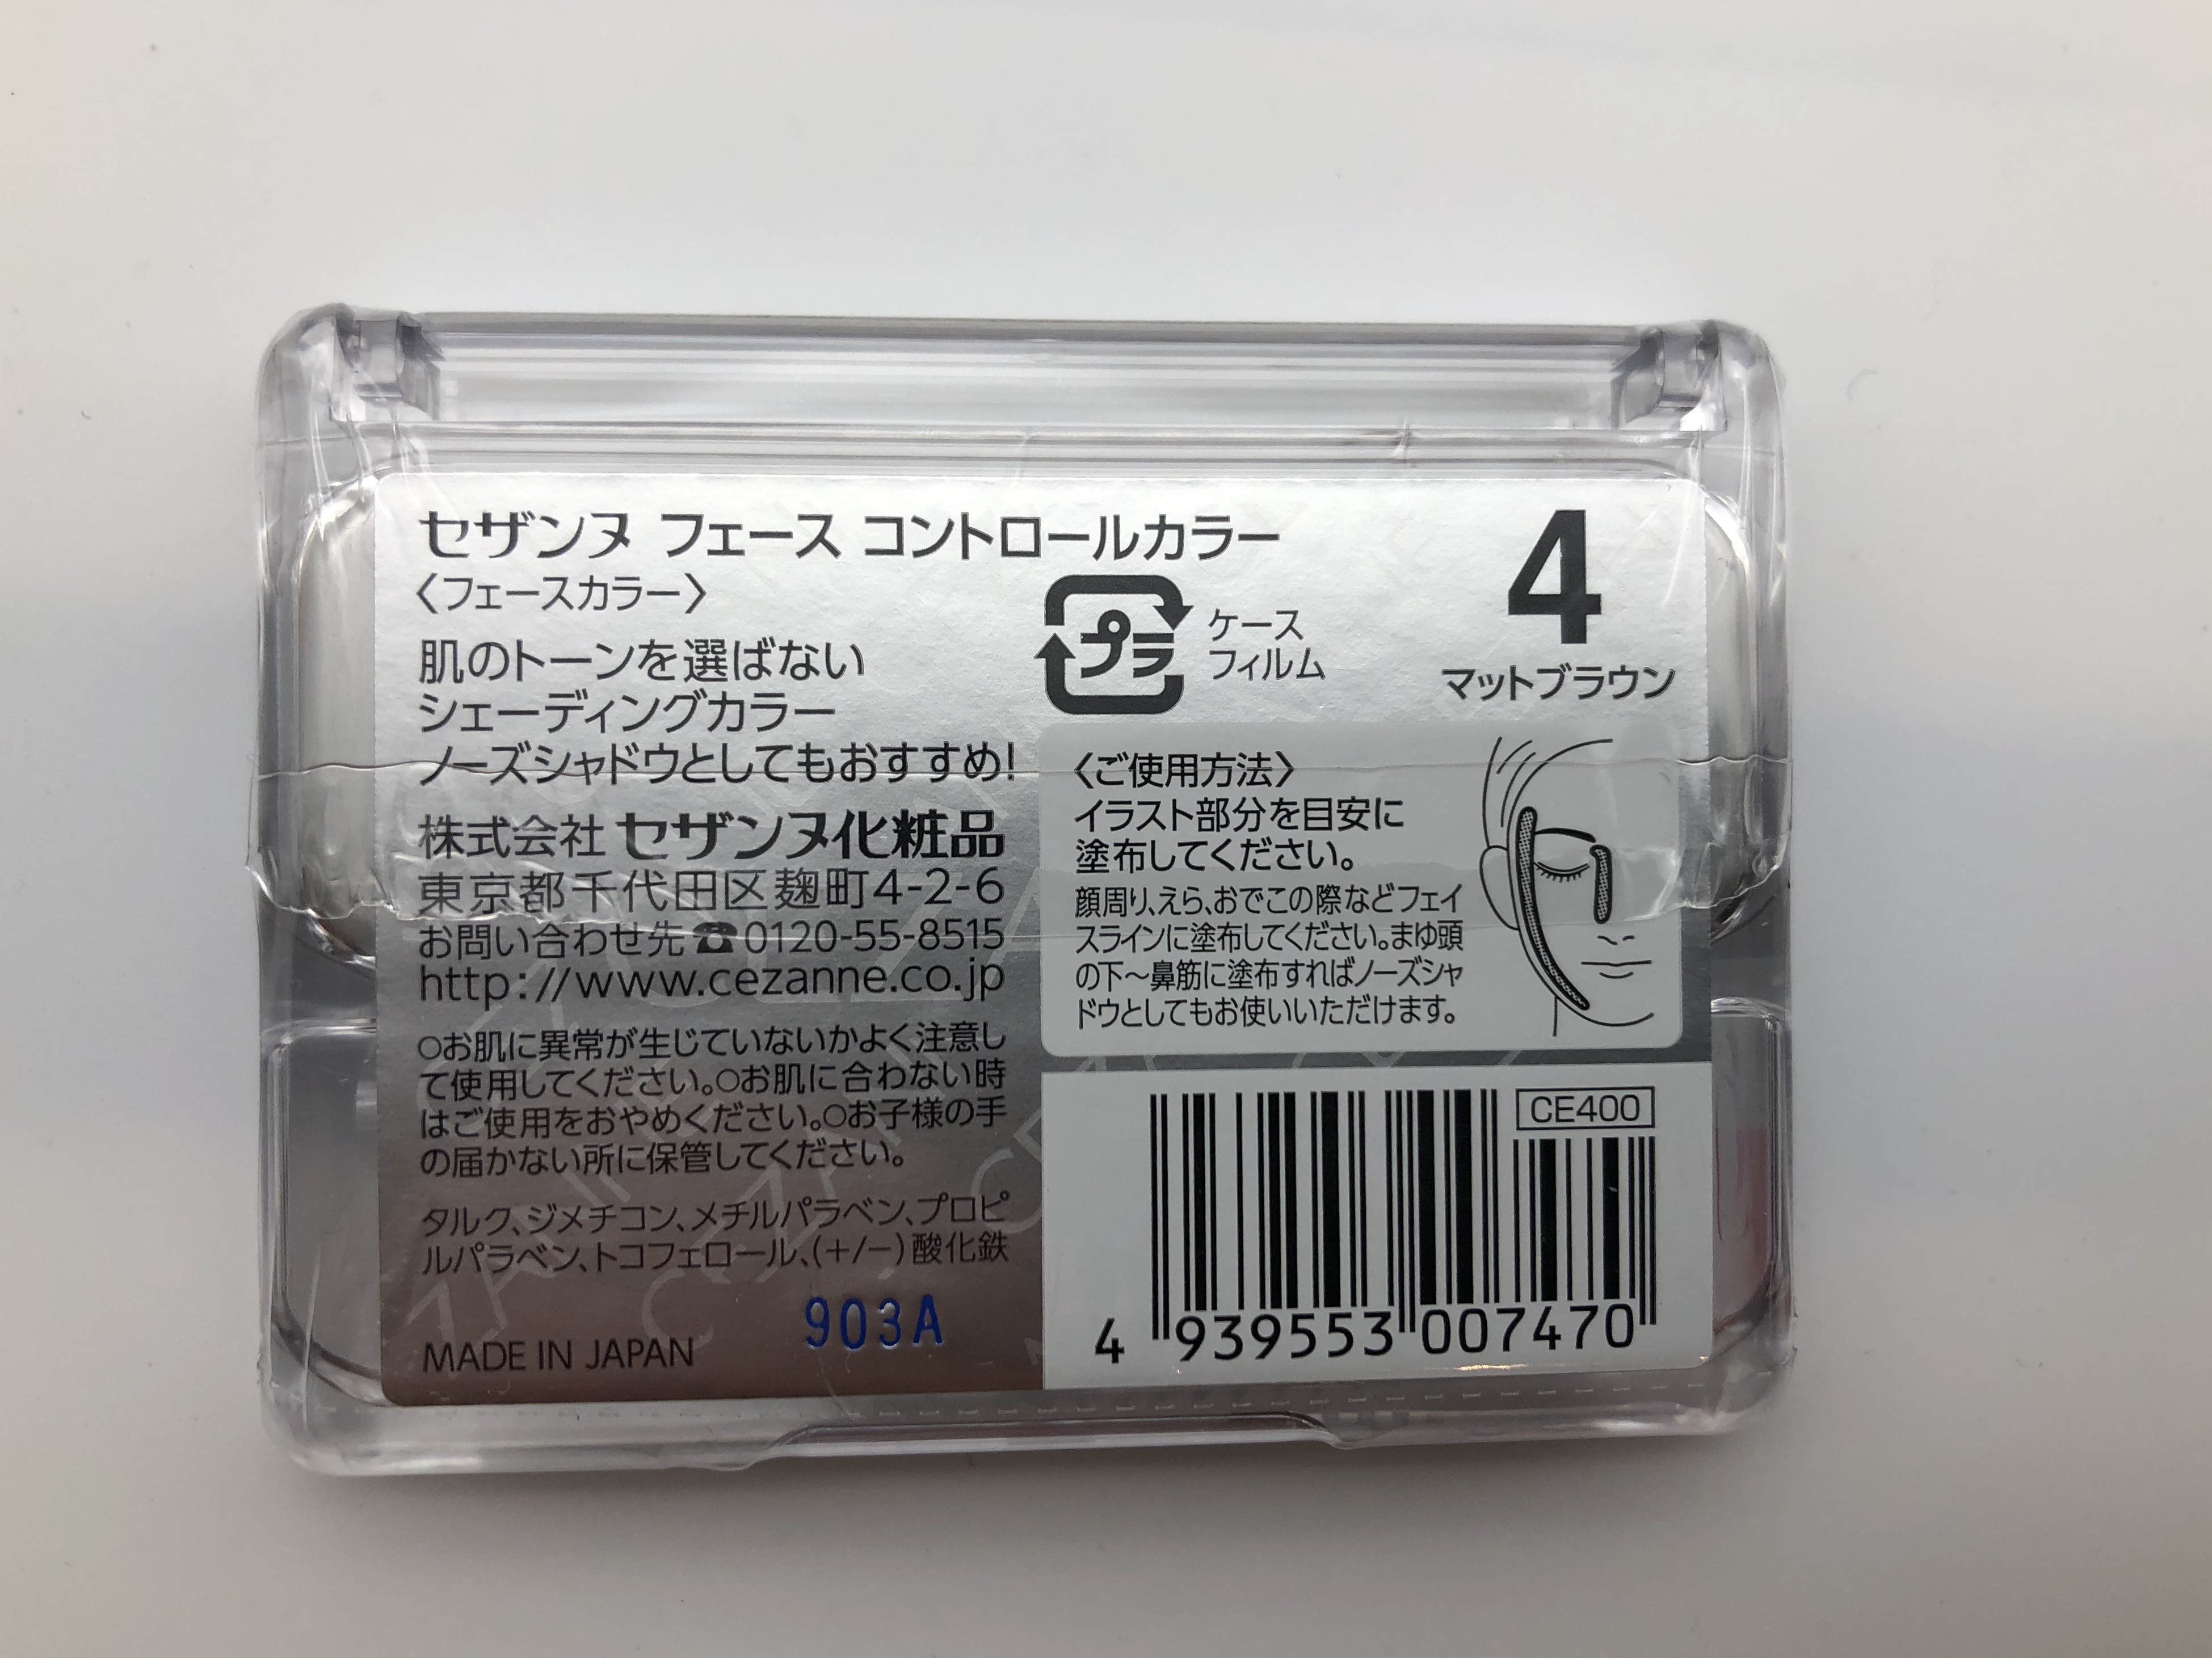 セザンヌ フェース コントロールカラー
〈フェースカラー〉
肌のトーンを選ばない
シェーディングカラー
ノーズシャドウとしてもおすすめ!
株式会社 セザンヌ化粧品
東京都千代田区麹町4-2-6
お問い合わせ先☎0120-55-8515
http://www.cezanne.co.jp
○お肌に異常が生じていないかよく注意し
て使用してください。○お肌に合わない時
はご使用をおやめください。○お子様の手
の届かない所に保管してください。
タルク、ジメチコン、メチルパラベン、プロピ
ルパラベン、トコフェロール、(+/−)酸化鉄
903A
MADE IN JAPAN
プラ
ケース
フィルム
4
マットブラウン
〈ご使用方法〉
イラスト部分を目安に
塗布してください。
顔周り、えら、おでこの際などフェイ
スラインに塗布してください。まゆ頭
の下〜鼻筋に塗布すればノーズシャ
ドウとしてもお使いいただけます。
CE400
4 939553 007470